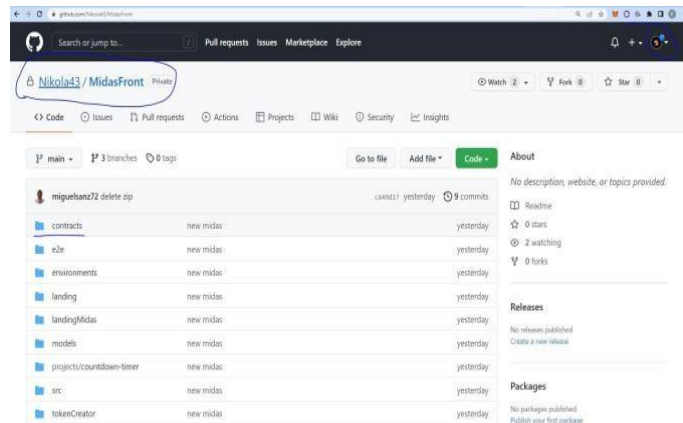 github.com/Nikola43/MidasFront
Search or jump to...
/
Pull requests Issues Marketplace Explore
Nikola43 / MidasFront Private
Watch 2
Fork 0
Star 0
Code
Issues
Pull requests
Actions
Projects
Wiki
Security
Insights
main
3 branches
0 tags
Go to file
Add file
Code
miguelsanz72 delete zip
yesterday
9 commits
contracts new midas yesterday
e2e new midas yesterday
environments new midas yesterday
landing new midas yesterday
landingMidas new midas yesterday
models new midas yesterday
projects/countdown-timer new midas yesterday
src new midas yesterday
tokenCreator new midas yesterday
About
No description, website, or topics provided.
Readme
0 stars
2 watching
0 forks
Releases
No releases published
Create a new release
Packages
No packages published
Publish your first package